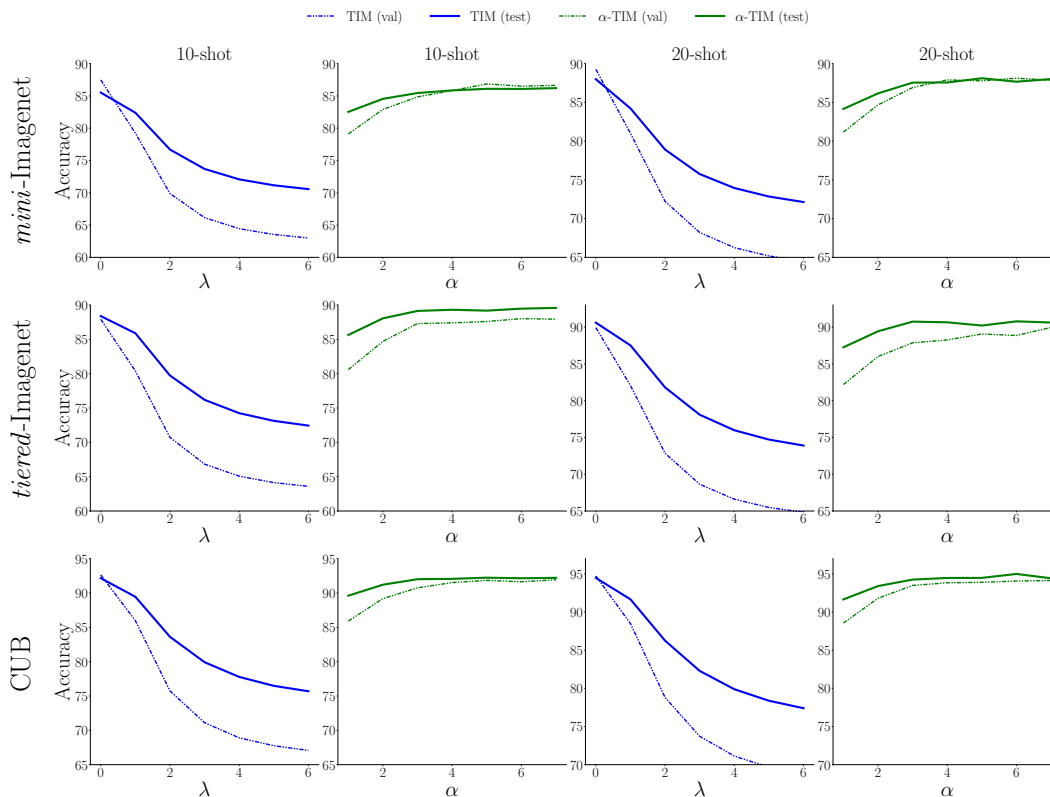 TIM (val) TIM (test) α-TIM (val) α-TIM (test)
10-shot 10-shot 20-shot 20-shot
mini-Imagenet
Accuracy
90
85
80
75
70
65
60
0 2 4 6
λ
90
85
80
75
70
65
60
2 4 6
α
90
85
80
75
70
65
0 2 4 6
λ
90
85
80
75
70
65
2 4 6
α
tiered-Imagenet
Accuracy
90
85
80
75
70
65
60
0 2 4 6
λ
90
85
80
75
70
65
60
2 4 6
α
90
85
80
75
70
65
0 2 4 6
λ
90
85
80
75
70
65
2 4 6
α
CUB
Accuracy
95
90
85
80
75
70
65
0 2 4 6
λ
95
90
85
80
75
70
65
2 4 6
α
95
90
85
80
75
70
0 2 4 6
λ
95
90
85
80
75
70
2 4 6
α